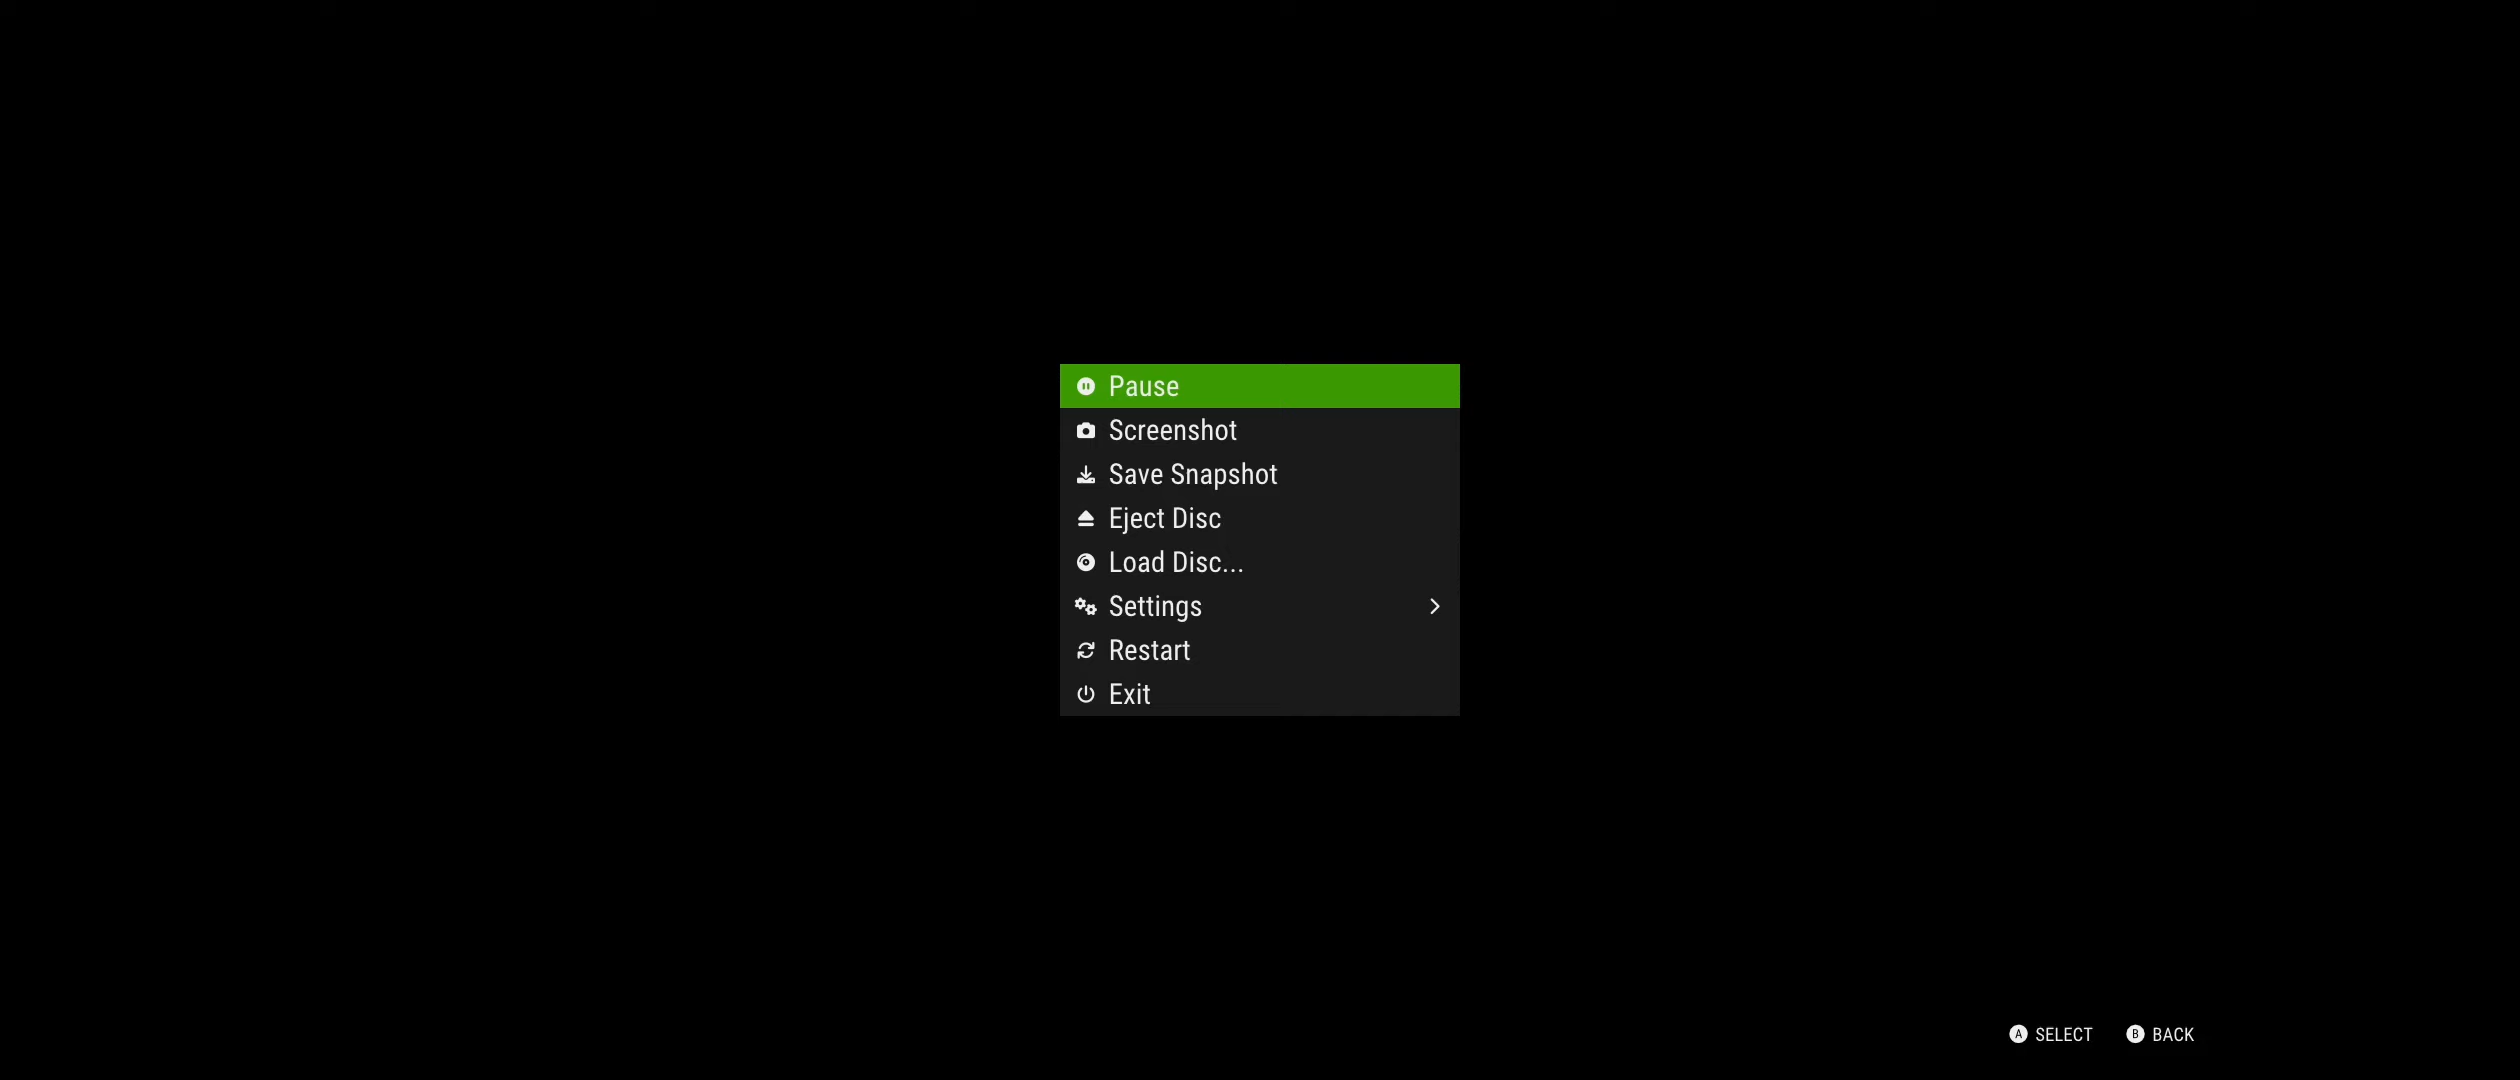 Pause
Screenshot
Save Snapshot
Eject Disc
Load Disc...
Settings
Restart
Exit
A SELECT B BACK